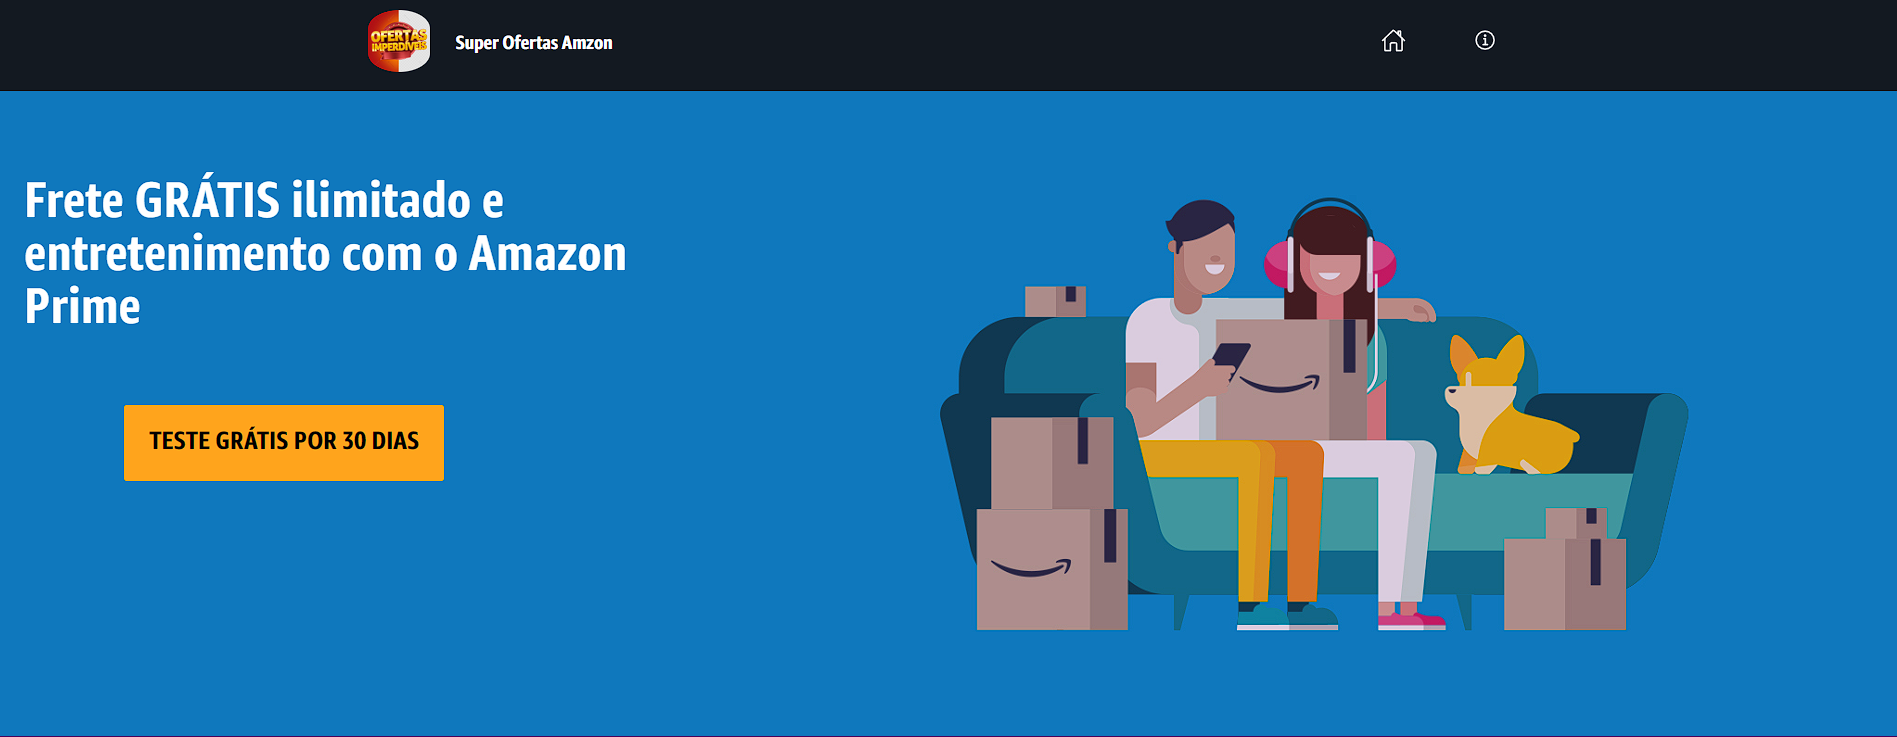 OFERTAS
IMPERDÍVEIS
Super Ofertas Amzon
Frete GRÁTIS ilimitado e
entretenimento com o Amazon
Prime
TESTE GRÁTIS POR 30 DIAS